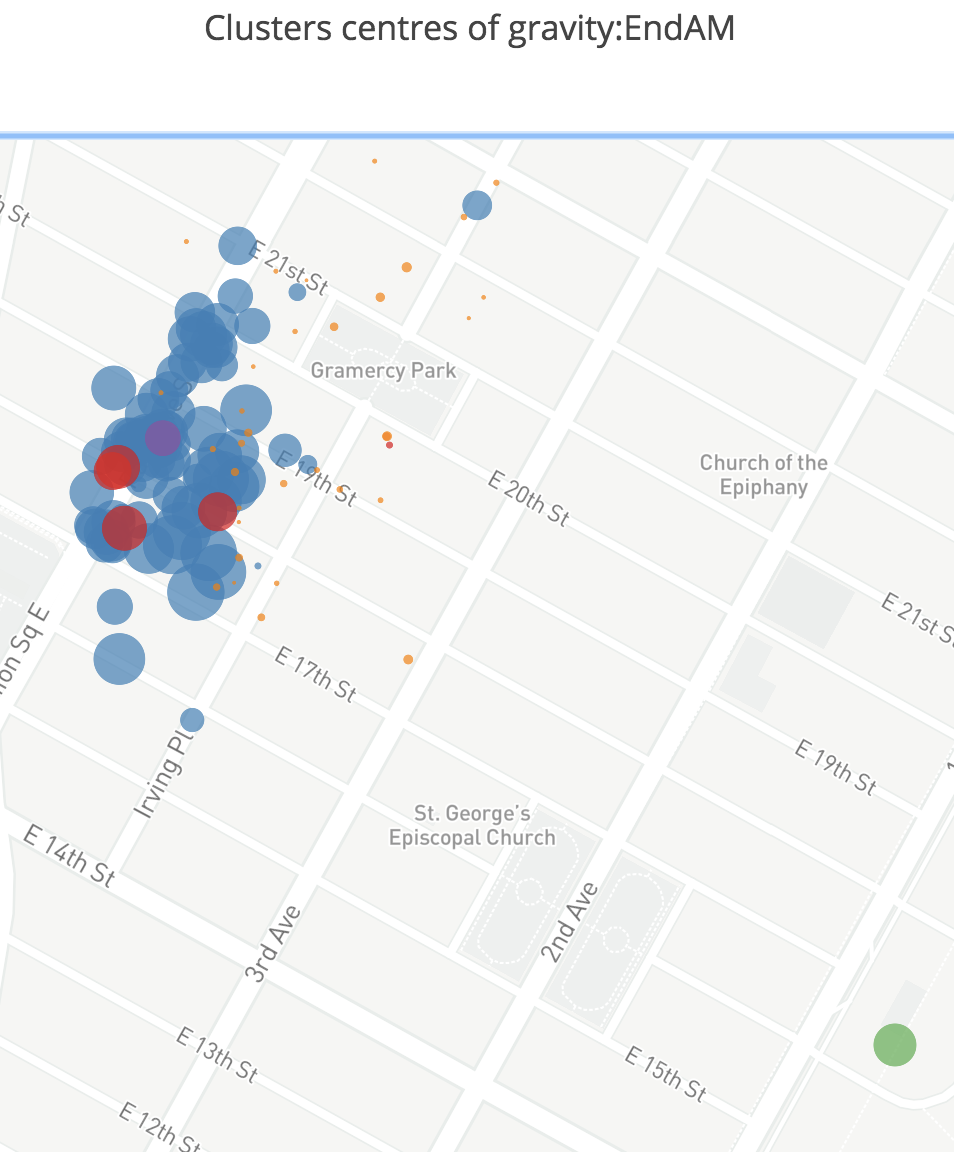 Clusters centres of gravity:EndAM
h St
E 21st St
Gramercy Park
Church of the
Epiphany
E 19th St
E 20th St
E 21st S
on Sq E
E 17th St
E 19th St
Irving Pl
St. George's
Episcopal Church
E 14th St
2nd Ave
3rd Ave
E 13th St
E 15th St
E 12th St